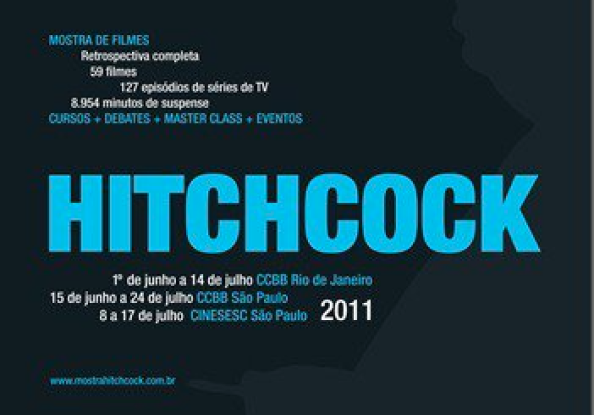 MOSTRA DE FILMES
Retrospectiva completa
59 filmes
127 episódios de séries de TV
8.954 minutos de suspense
CURSOS + DEBATES + MASTER CLASS + EVENTOS
HITCHCOCK
1º de junho a 14 de julho CCBB Rio de Janeiro
15 de junho a 24 de julho CCBB São Paulo
8 a 17 de julho CINESESC São Paulo 2011
www.mostrahitchcock.com.br